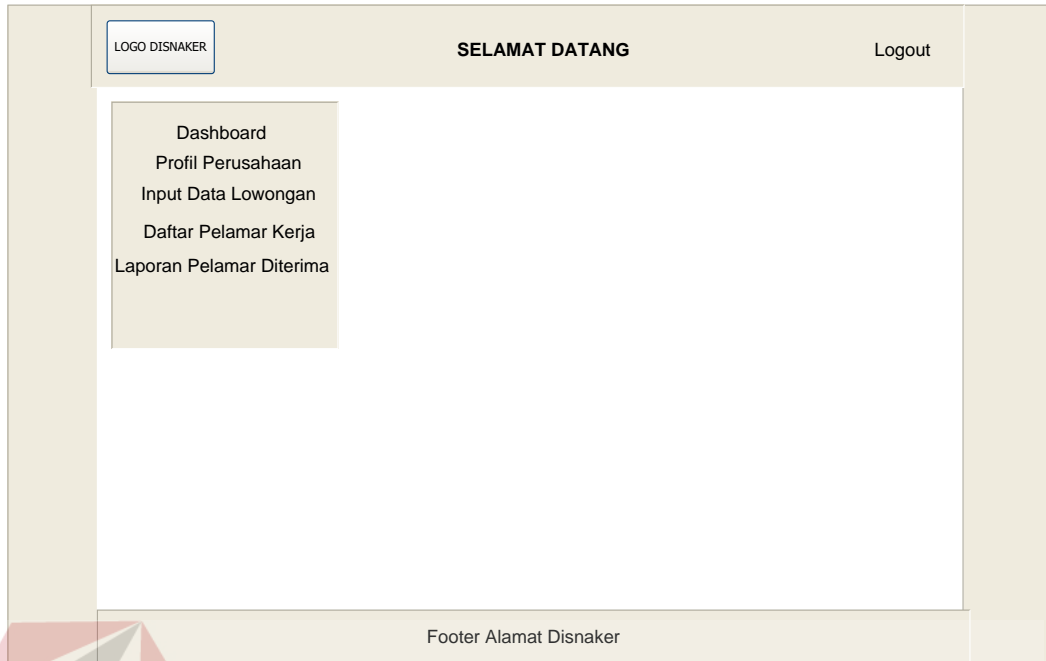 LOGO DISNAKER
SELAMAT DATANG
Logout
Dashboard
Profil Perusahaan
Input Data Lowongan
Daftar Pelamar Kerja
Laporan Pelamar Diterima
Footer Alamat Disnaker